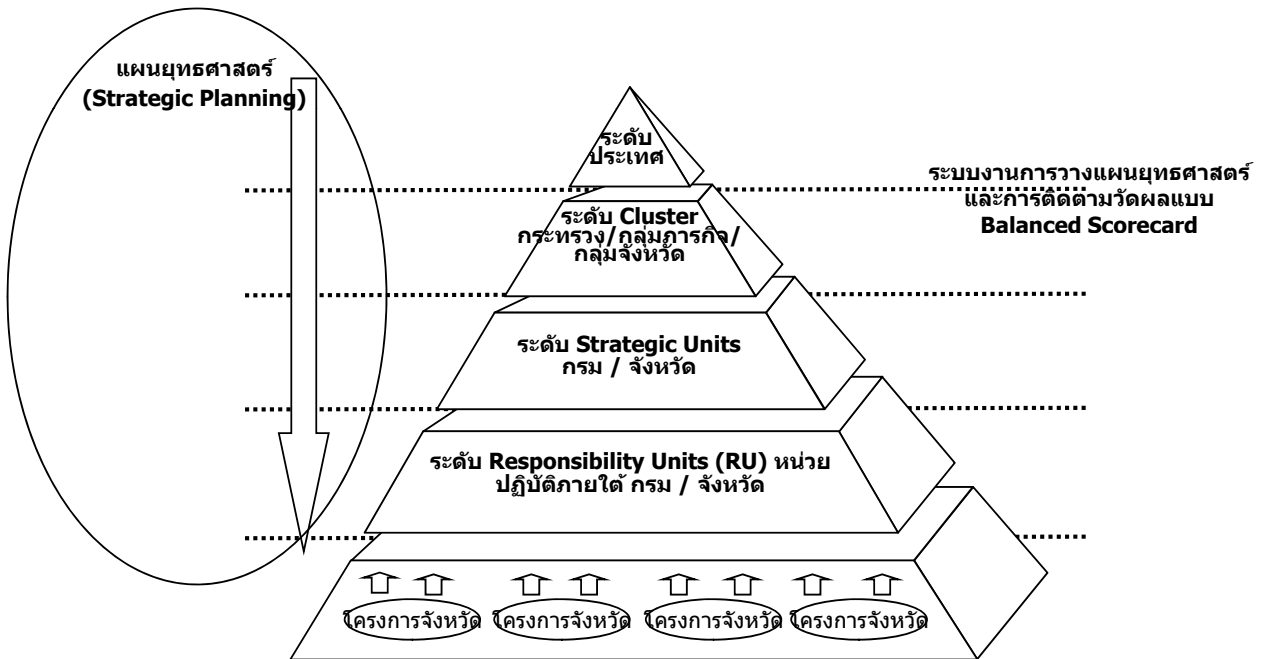 แผนยุทธศาสตร์
(Strategic Planning)
ระดับ
ประเทศ
ระบบงานการวางแผนยุทธศาสตร์
และการติดตามวัดผลแบบ
Balanced Scorecard
ระดับ Cluster
กระทรวง/กลุ่มภารกิจ/
กลุ่มจังหวัด
ระดับ Strategic Units
กรม / จังหวัด
ระดับ Responsibility Units (RU) หน่วย
ปฏิบัติภายใต้ กรม / จังหวัด
โครงการจังหวัด โครงการจังหวัด โครงการจังหวัด โครงการจังหวัด